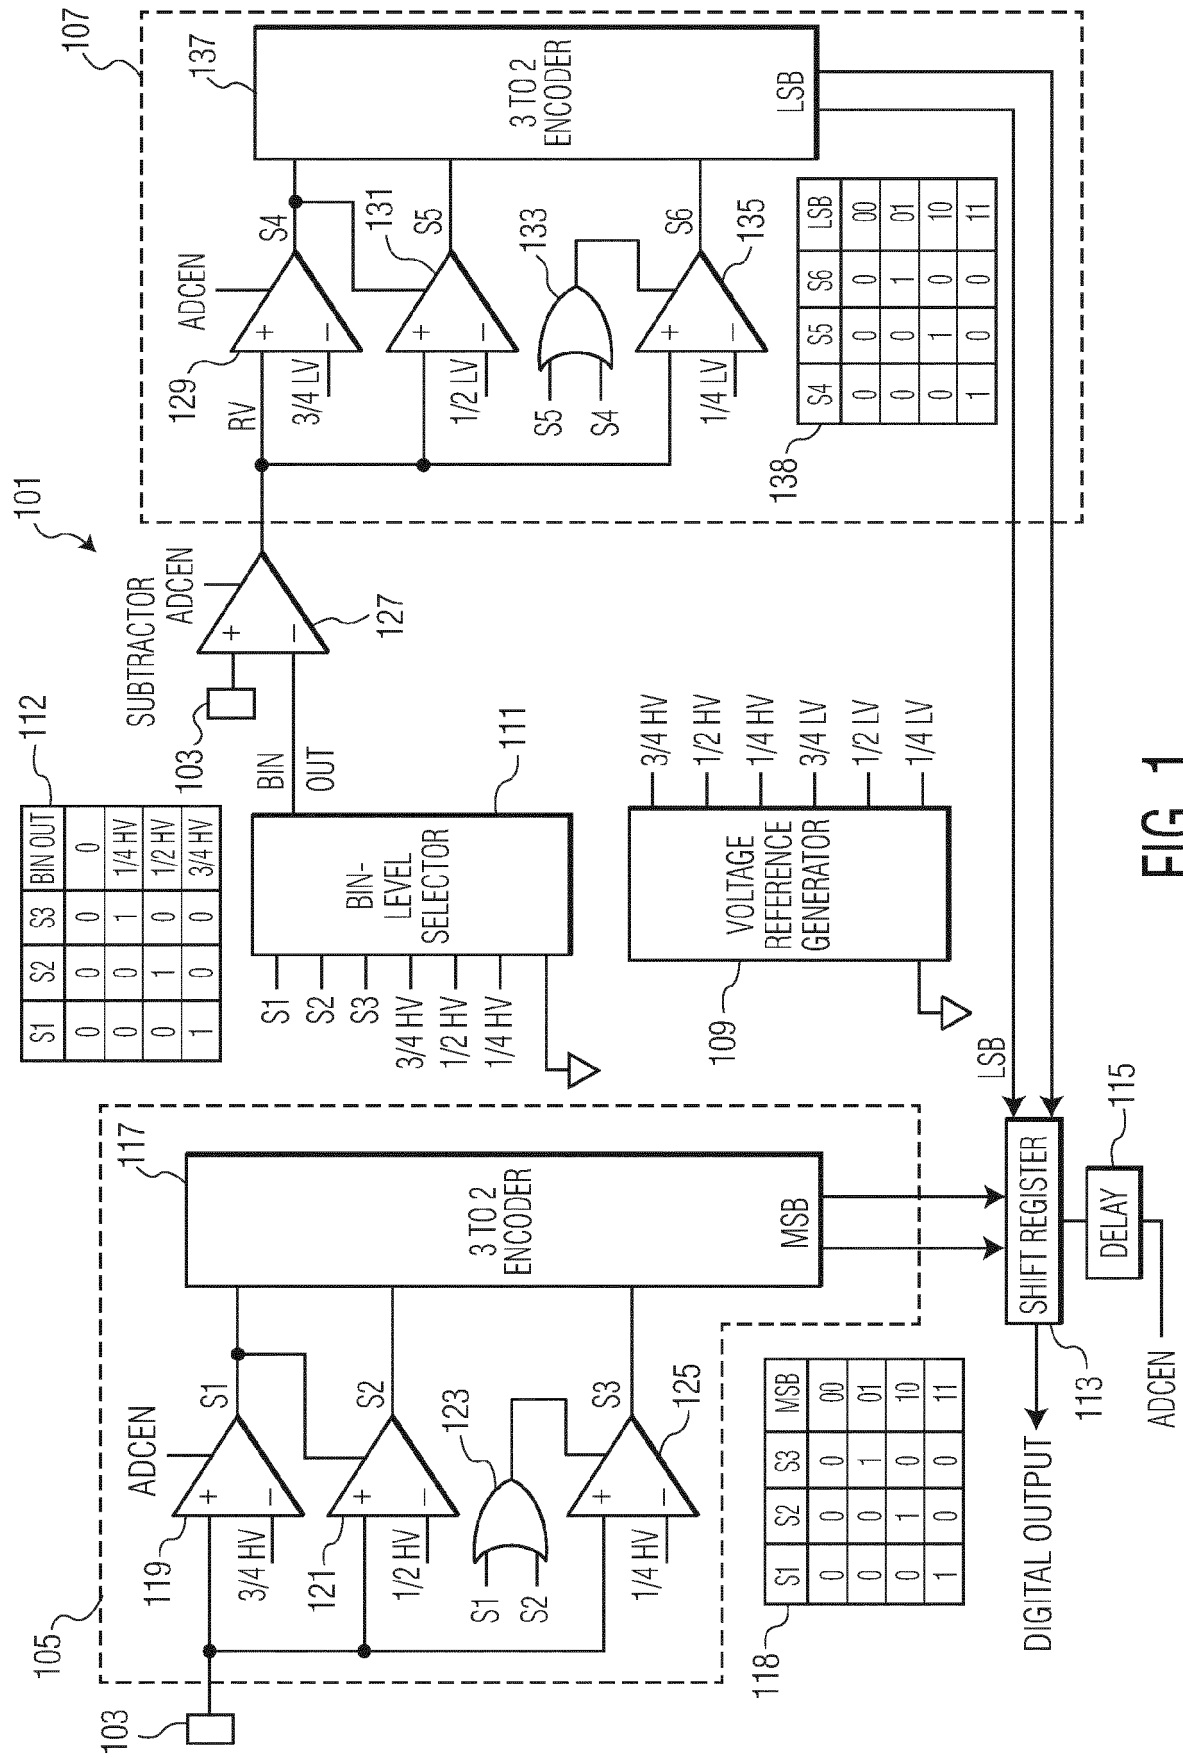 101
105
103
119
ADCEN
+
−
3/4 HV
S1
121
+
−
1/2 HV
S2
123
S1
S2
+
−
1/4 HV
S3
125
117
3 TO 2
ENCODER
MSB
118
S1 S2 S3 MSB
0 0 0 00
0 0 1 01
0 1 0 10
1 0 0 11
112
S1 S2 S3 BIN OUT
0 0 0 0
0 0 1 1/4 HV
0 1 0 1/2 HV
1 0 0 3/4 HV
S1
S2
S3
3/4 HV
1/2 HV
1/4 HV
BIN-
LEVEL
SELECTOR
111
BIN
OUT
109
VOLTAGE
REFERENCE
GENERATOR
3/4 HV
1/2 HV
1/4 HV
3/4 LV
1/2 LV
1/4 LV
SUBTRACTOR
ADCEN
103
+
−
127
107
129
ADCEN
RV
+
−
3/4 LV
S4
131
+
−
1/2 LV
S5
133
S5
S4
+
−
1/4 LV
S6
135
137
3 TO 2
ENCODER
LSB
138
S4 S5 S6 LSB
0 0 0 00
0 0 1 01
0 1 0 10
1 0 0 11
LSB
SHIFT REGISTER
113
DIGITAL OUTPUT
DELAY
115
ADCEN
FIG. 1